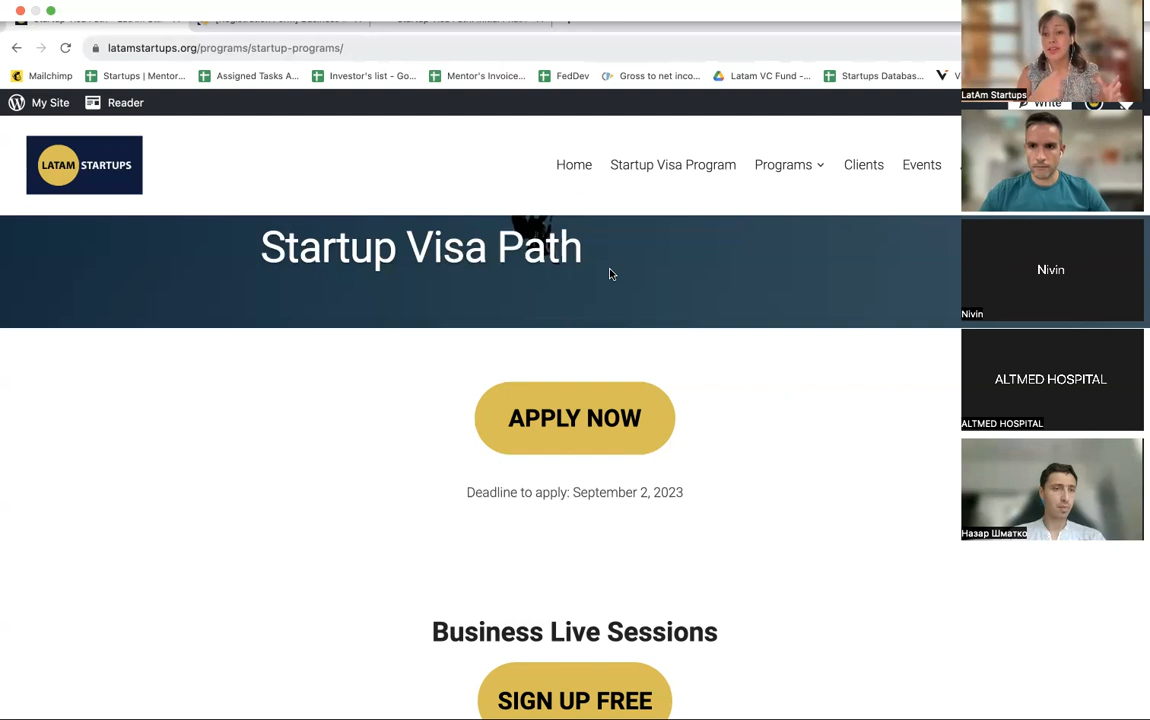 latamstartups.org/programs/startup-programs/
Mailchimp
Startups | Mentor...
Assigned Tasks A...
Investor's list - Go...
Mentor's Invoice...
FedDev
Gross to net inco...
Latam VC Fund -...
Startups Databas...
My Site
Reader
Write
LATAM STARTUPS
Home
Startup Visa Program
Programs
Clients
Events
Startup Visa Path
APPLY NOW
Deadline to apply: September 2, 2023
Business Live Sessions
SIGN UP FREE
LatAm Startups
Nivin
Nivin
ALTMED HOSPITAL
ALTMED HOSPITAL
Назар Шматко